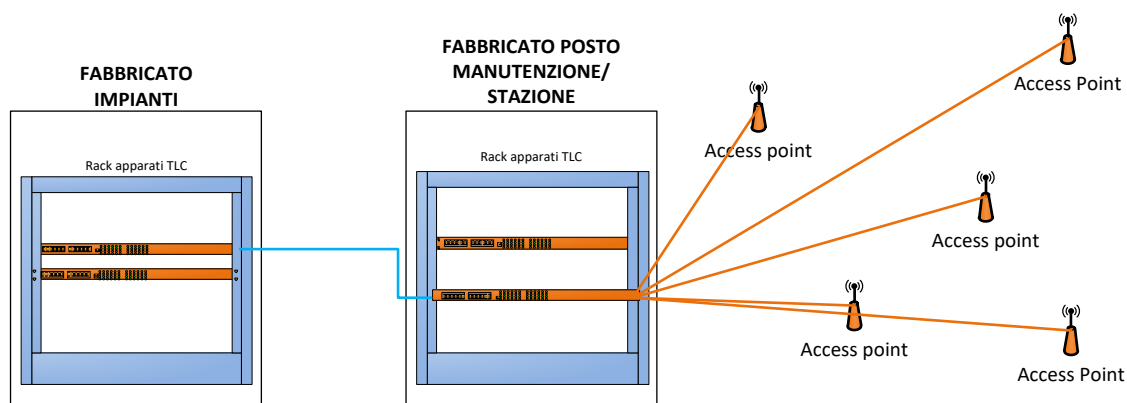 FABBRICATO
IMPIANTI
Rack apparati TLC
FABBRICATO POSTO
MANUTENZIONE/
STAZIONE
Rack apparati TLC
Access point
Access Point
Access point
Access point
Access Point